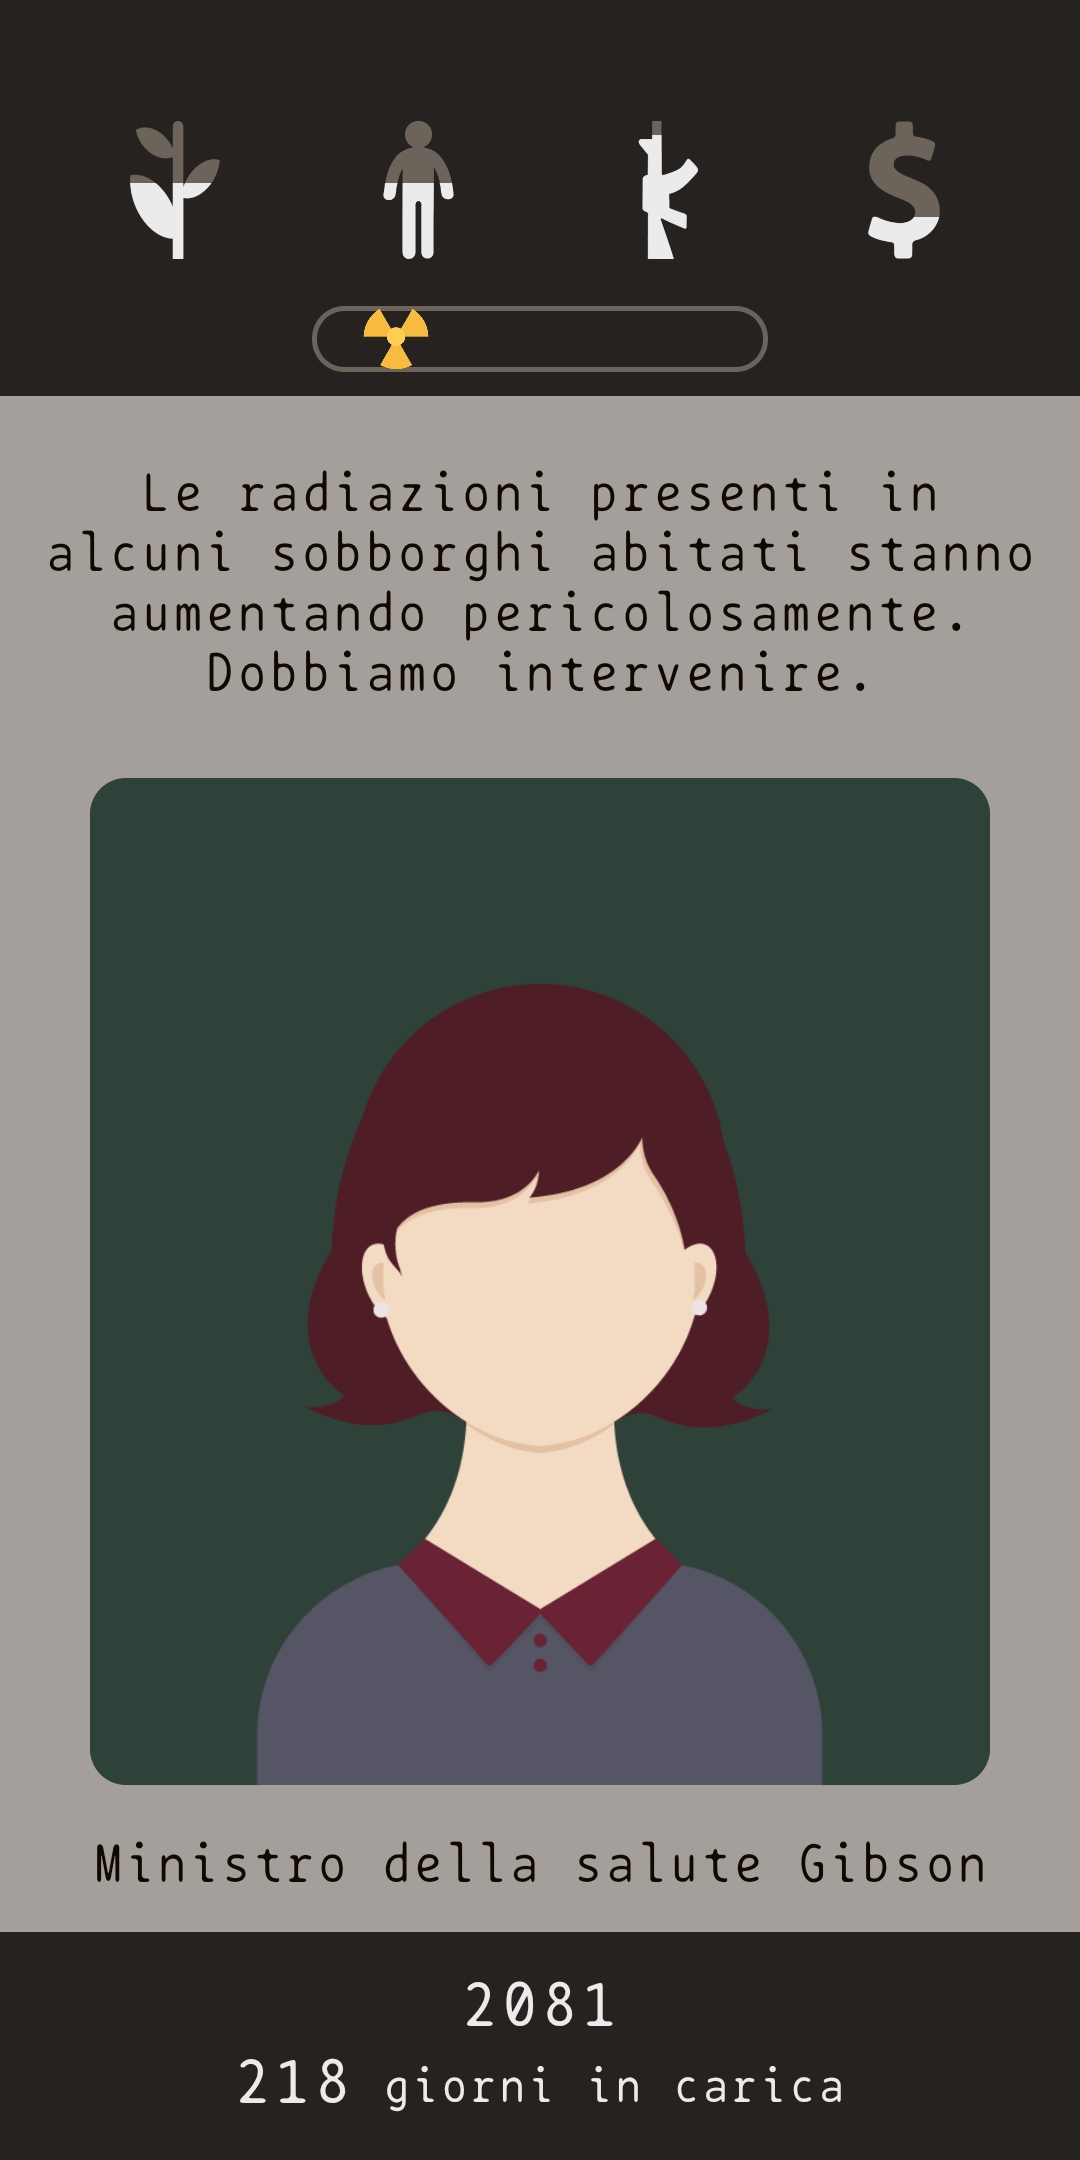 Le radiazioni presenti in
alcuni sobborghi abitati stanno
aumentando pericolosamente.
Dobbiamo intervenire.
Ministro della salute Gibson
2081
218 giorni in carica